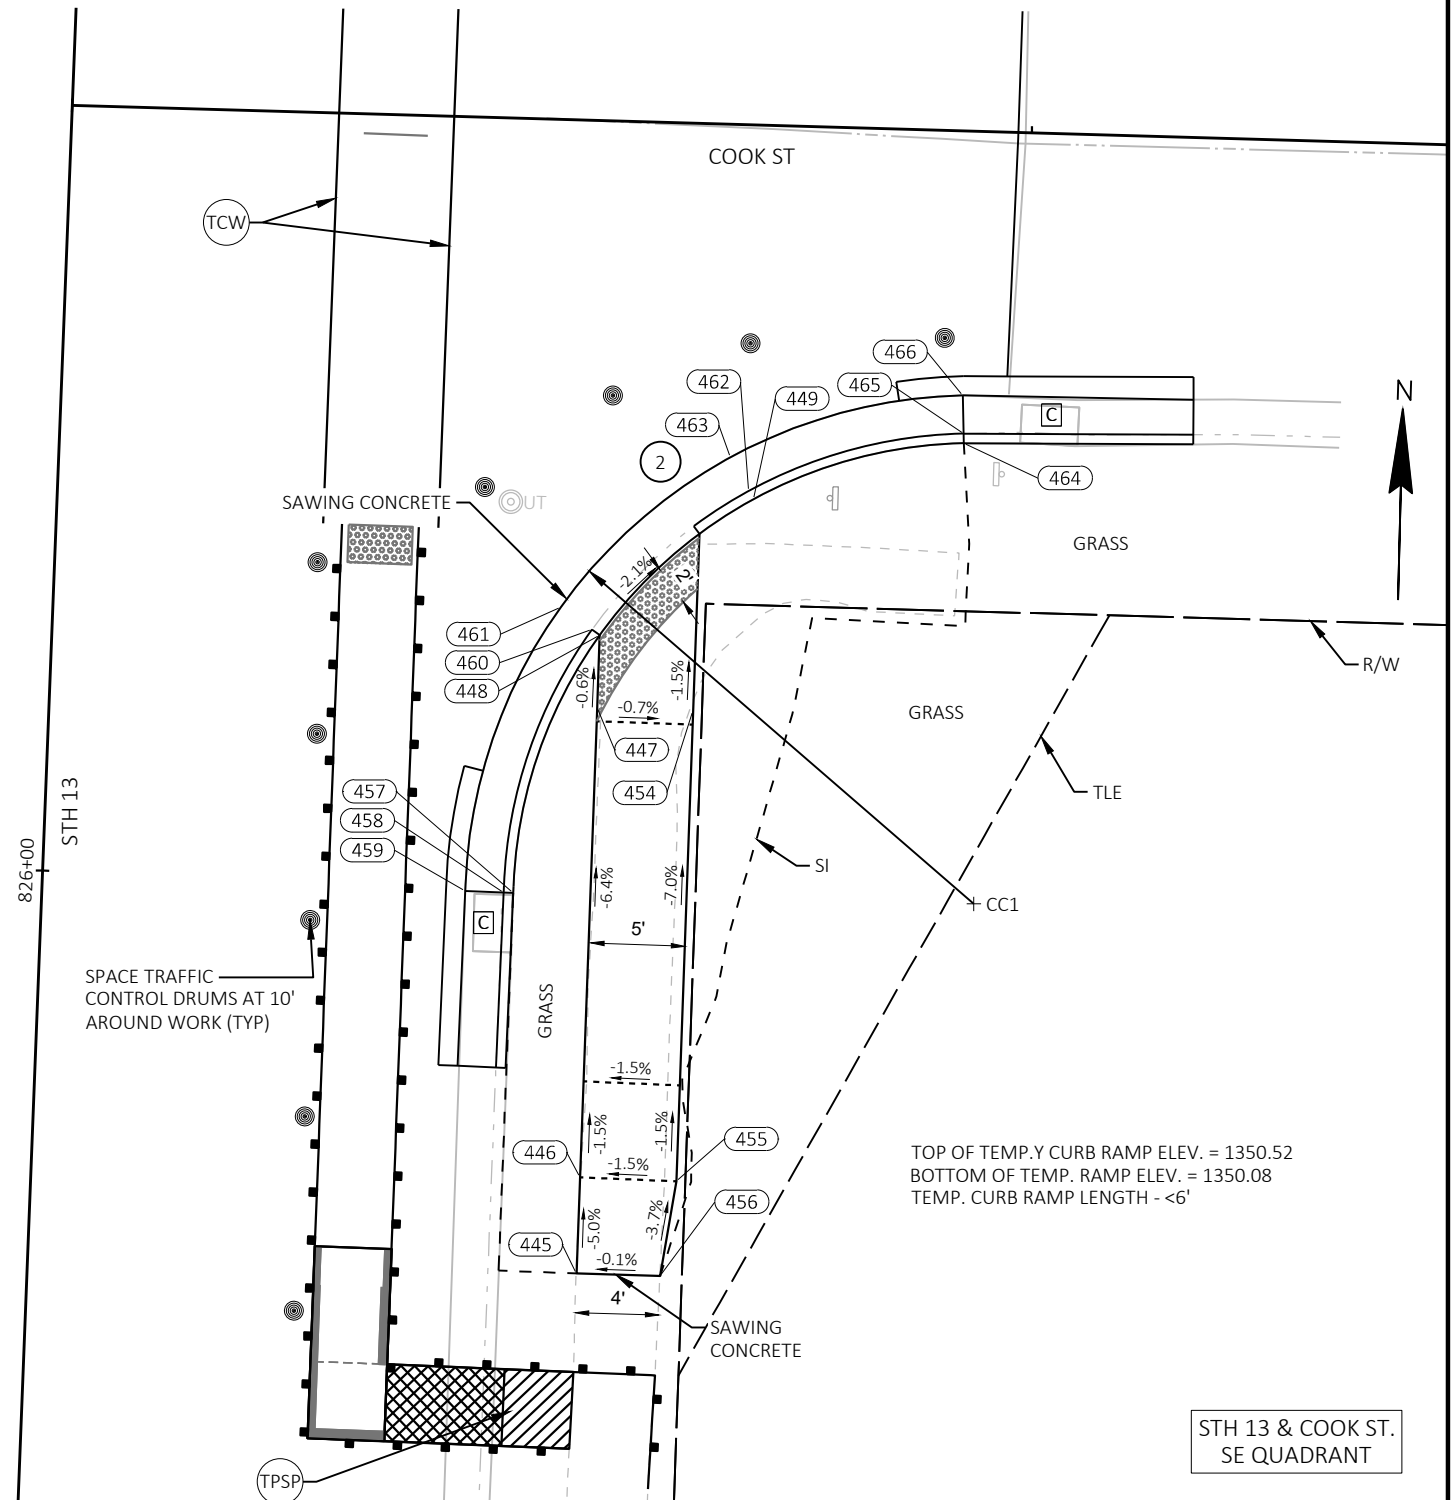 COOK ST
TCW
466
462
465
449
463
N
2
464
SAWING CONCRETE
UT
C
GRASS
-2.1%
2'
461
460
448
R/W
-0.6%
-1.5%
-0.7%
GRASS
447
454
STH 13
457
458
459
TLE
826+00
SI
-6.4%
-7.0%
CC1
C
5'
SPACE TRAFFIC
CONTROL DRUMS AT 10'
AROUND WORK (TYP)
GRASS
-1.5%
-1.5%
-1.5%
446
455
-1.5%
TOP OF TEMP.Y CURB RAMP ELEV. = 1350.52
BOTTOM OF TEMP. RAMP ELEV. = 1350.08
TEMP. CURB RAMP LENGTH - <6'
456
-5.0%
-3.7%
445
-0.1%
4'
SAWING
CONCRETE
STH 13 & COOK ST.
SE QUADRANT
TPSP